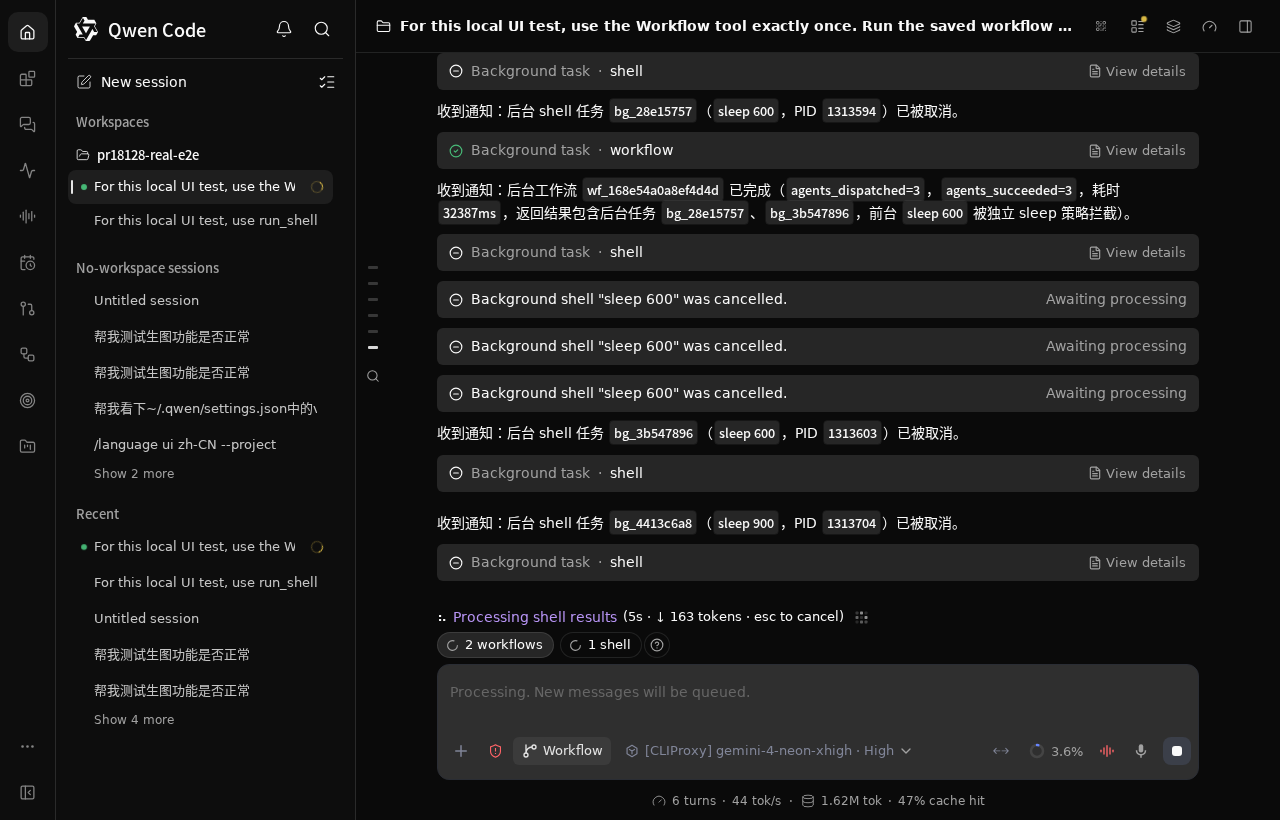 Qwen Code
New session
Workspaces
pr18128-real-e2e
For this local UI test, use the W
For this local UI test, use run_shell
No-workspace sessions
Untitled session
帮我测试生图功能是否正常
帮我测试生图功能是否正常
帮我看下~/.qwen/settings.json中的
/language ui zh-CN --project
Show 2 more
Recent
For this local UI test, use the W
For this local UI test, use run_shell
Untitled session
帮我测试生图功能是否正常
帮我测试生图功能是否正常
Show 4 more
For this local UI test, use the Workflow tool exactly once. Run the saved workflow ...
Background task · shell View details
收到通知：后台 shell 任务 bg_28e15757 （ sleep 600 ，PID 1313594 ）已被取消。
Background task · workflow View details
收到通知：后台工作流 wf_168e54a0a8ef4d4d 已完成（ agents_dispatched=3 ， agents_succeeded=3 ，耗时
32387ms ，返回结果包含后台任务 bg_28e15757 、 bg_3b547896 ，前台 sleep 600 被独立 sleep 策略拦截）。
Background task · shell View details
Background shell "sleep 600" was cancelled. Awaiting processing
Background shell "sleep 600" was cancelled. Awaiting processing
Background shell "sleep 600" was cancelled. Awaiting processing
收到通知：后台 shell 任务 bg_3b547896 （ sleep 600 ，PID 1313603 ）已被取消。
Background task · shell View details
收到通知：后台 shell 任务 bg_4413c6a8 （ sleep 900 ，PID 1313704 ）已被取消。
Background task · shell View details
Processing shell results (5s · ↓ 163 tokens · esc to cancel)
2 workflows 1 shell
Processing. New messages will be queued.
Workflow [CLIProxy] gemini-4-neon-xhigh · High 3.6%
6 turns · 44 tok/s · 1.62M tok · 47% cache hit